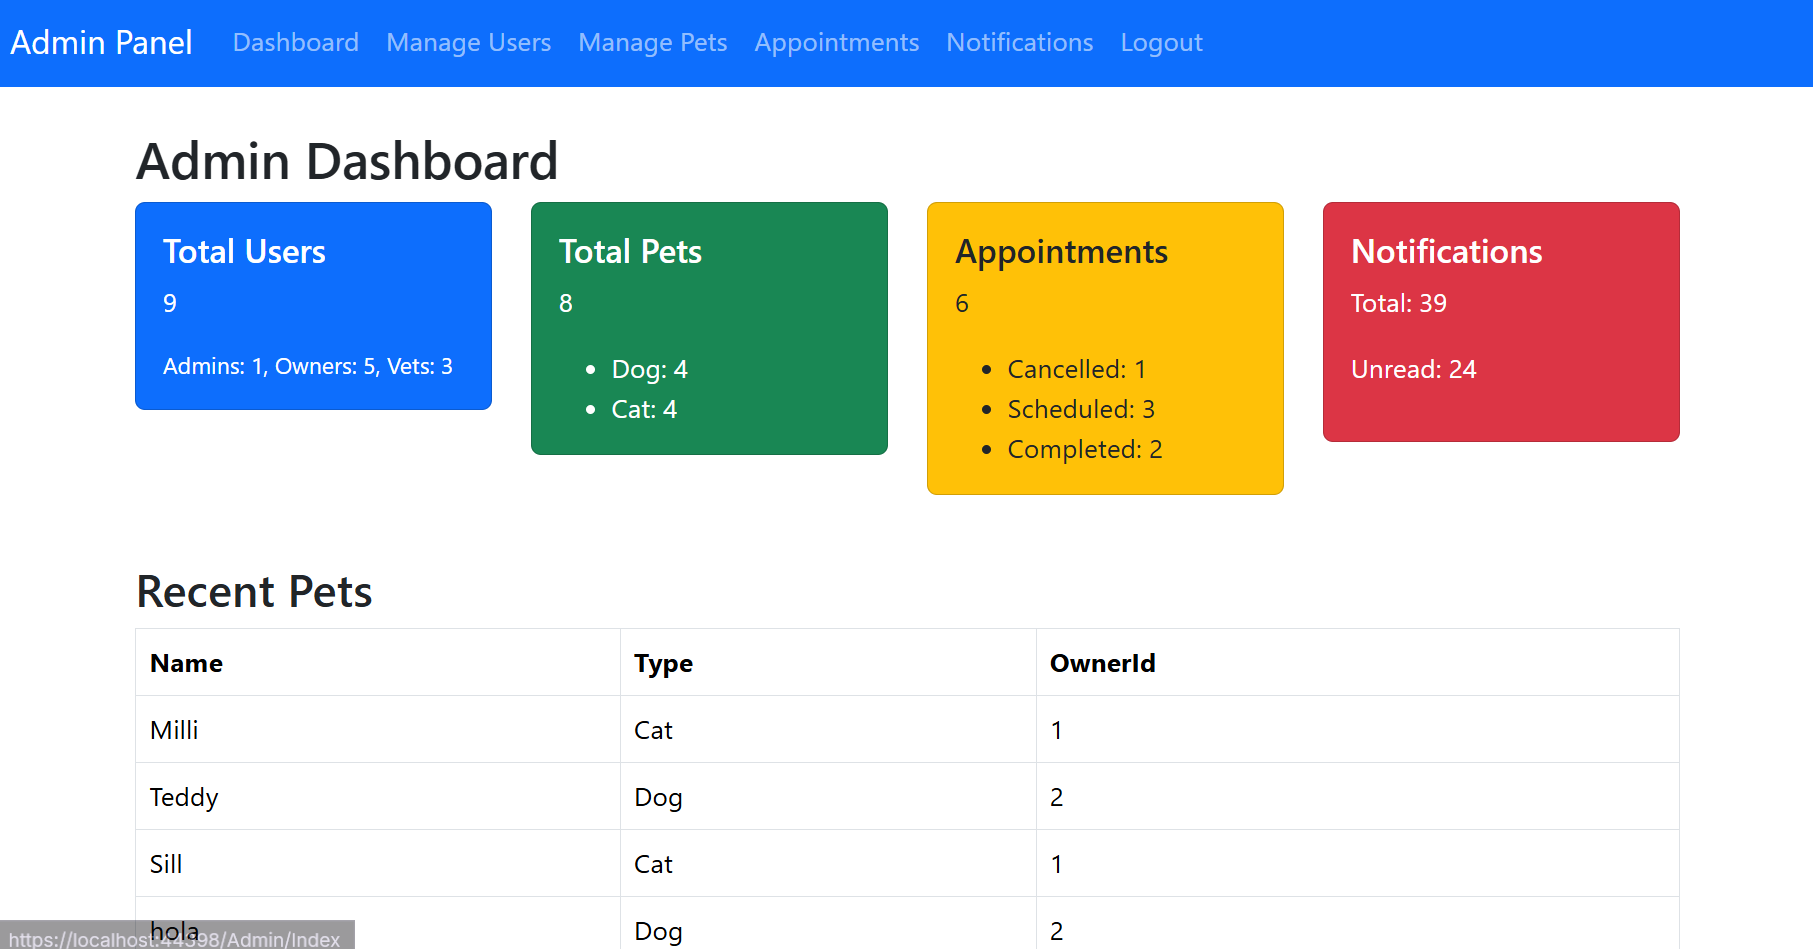 Admin Panel Dashboard Manage Users Manage Pets Appointments Notifications Logout
Admin Dashboard
Total Users
9
Admins: 1, Owners: 5, Vets: 3
Total Pets
8
Dog: 4
Cat: 4
Appointments
6
Cancelled: 1
Scheduled: 3
Completed: 2
Notifications
Total: 39
Unread: 24
Recent Pets
Name Type OwnerId
Milli Cat 1
Teddy Dog 2
Sill Cat 1
hola Dog 2
https://localhost:44398/Admin/Index